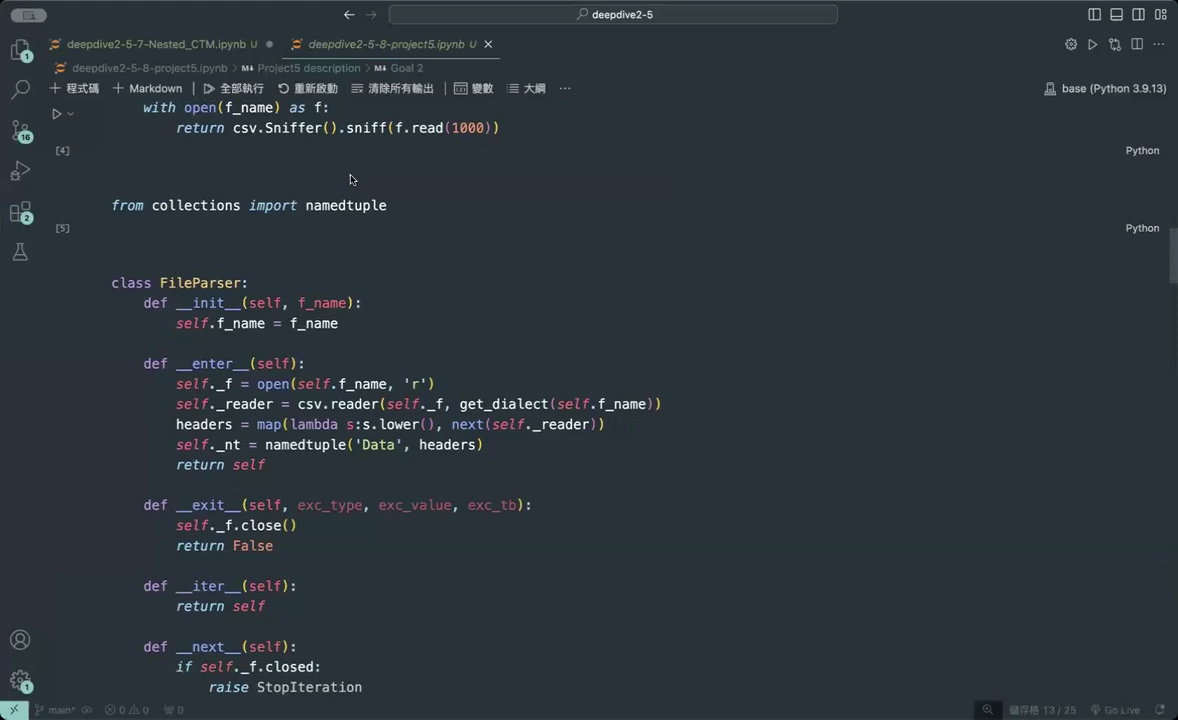 deepdive2-5
deepdive2-5-7-Nested_CTM.ipynb U
deepdive2-5-8-project5.ipynb U
deepdive2-5-8-project5.ipynb > M↓ Project5 description > M↓ Goal 2
+ 程式碼 + Markdown 全部執行 重新啟動 清除所有輸出 變數 大綱 ...
base (Python 3.9.13)
with open(f_name) as f:
return csv.Sniffer().sniff(f.read(1000))
[4]
Python
from collections import namedtuple
[5]
Python
class FileParser:
def __init__(self, f_name):
self.f_name = f_name
def __enter__(self):
self._f = open(self.f_name, 'r')
self._reader = csv.reader(self._f, get_dialect(self.f_name))
headers = map(lambda s:s.lower(), next(self._reader))
self._nt = namedtuple('Data', headers)
return self
def __exit__(self, exc_type, exc_value, exc_tb):
self._f.close()
return False
def __iter__(self):
return self
def __next__(self):
if self._f.closed:
raise StopIteration
1
16
2
1
main* 0 0 0
儲存格 13 / 25 Go Live